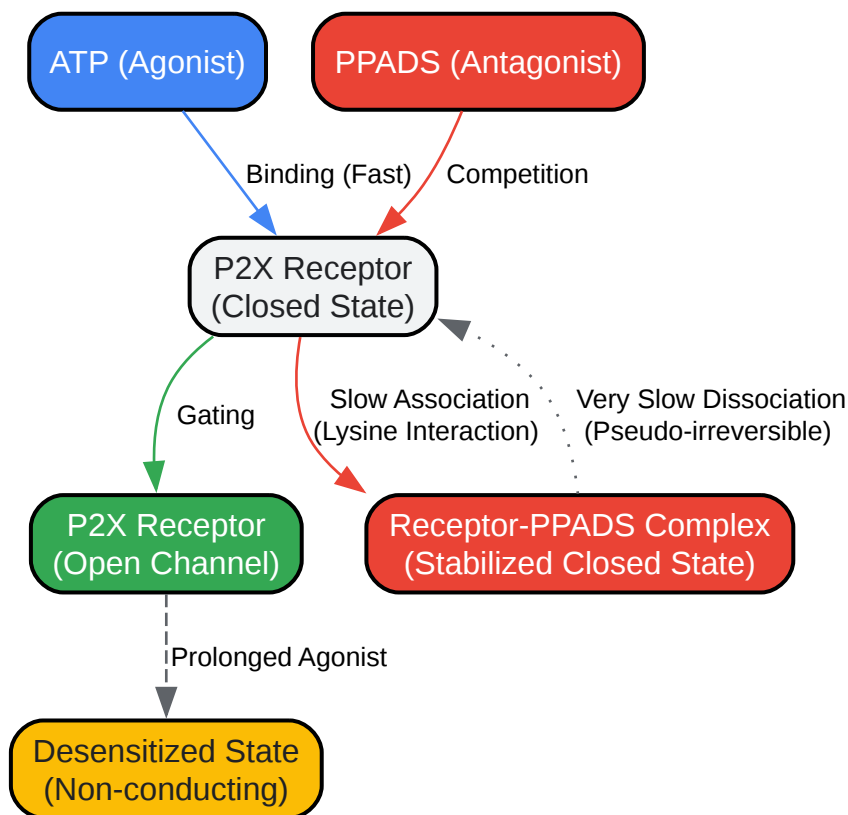 ATP (Agonist)
PPADS (Antagonist)
Binding (Fast)
Competition
P2X Receptor
(Closed State)
Gating
Slow Association
(Lysine Interaction)
Very Slow Dissociation
(Pseudo-irreversible)
P2X Receptor
(Open Channel)
Receptor-PPADS Complex
(Stabilized Closed State)
Prolonged Agonist
Desensitized State
(Non-conducting)